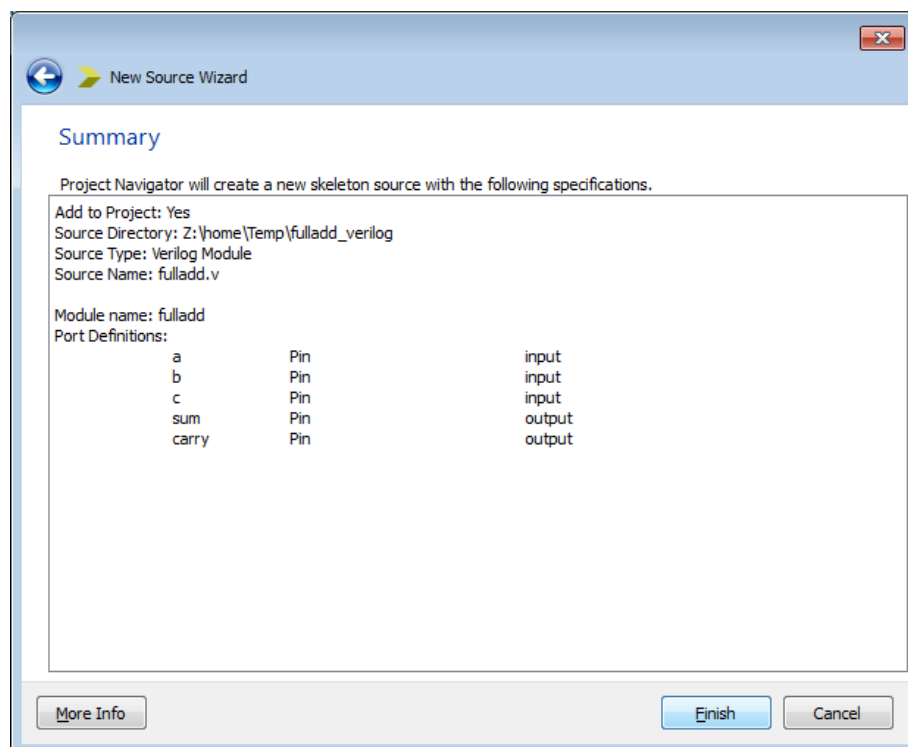 New Source Wizard
Summary
Project Navigator will create a new skeleton source with the following specifications.
Add to Project: Yes
Source Directory: Z:\home\Temp\fulladd_verilog
Source Type: Verilog Module
Source Name: fulladd.v
Module name: fulladd
Port Definitions:
a Pin input
b Pin input
c Pin input
sum Pin output
carry Pin output
More Info Finish Cancel